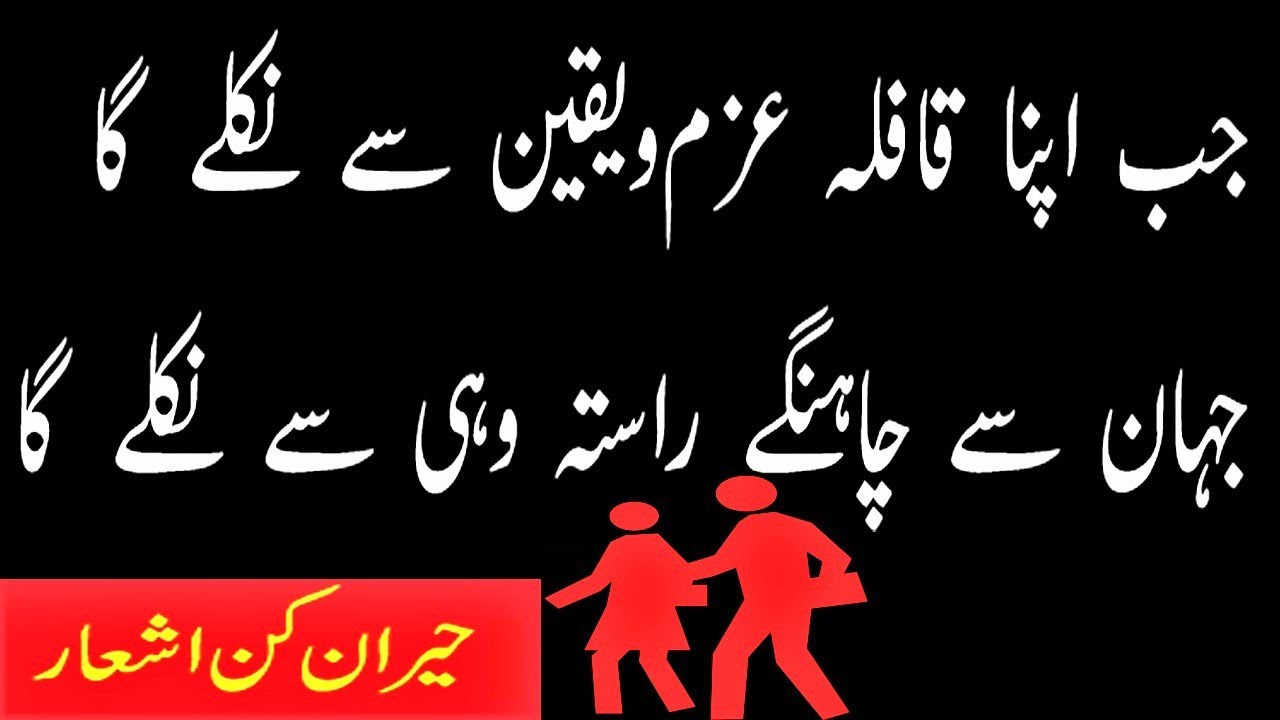 جب اپنا قافلہ عزم ویقین سے نکلے گا
جہان سے چاہنگے راستہ وہی سے نکلے گا
حیران کن اشعار